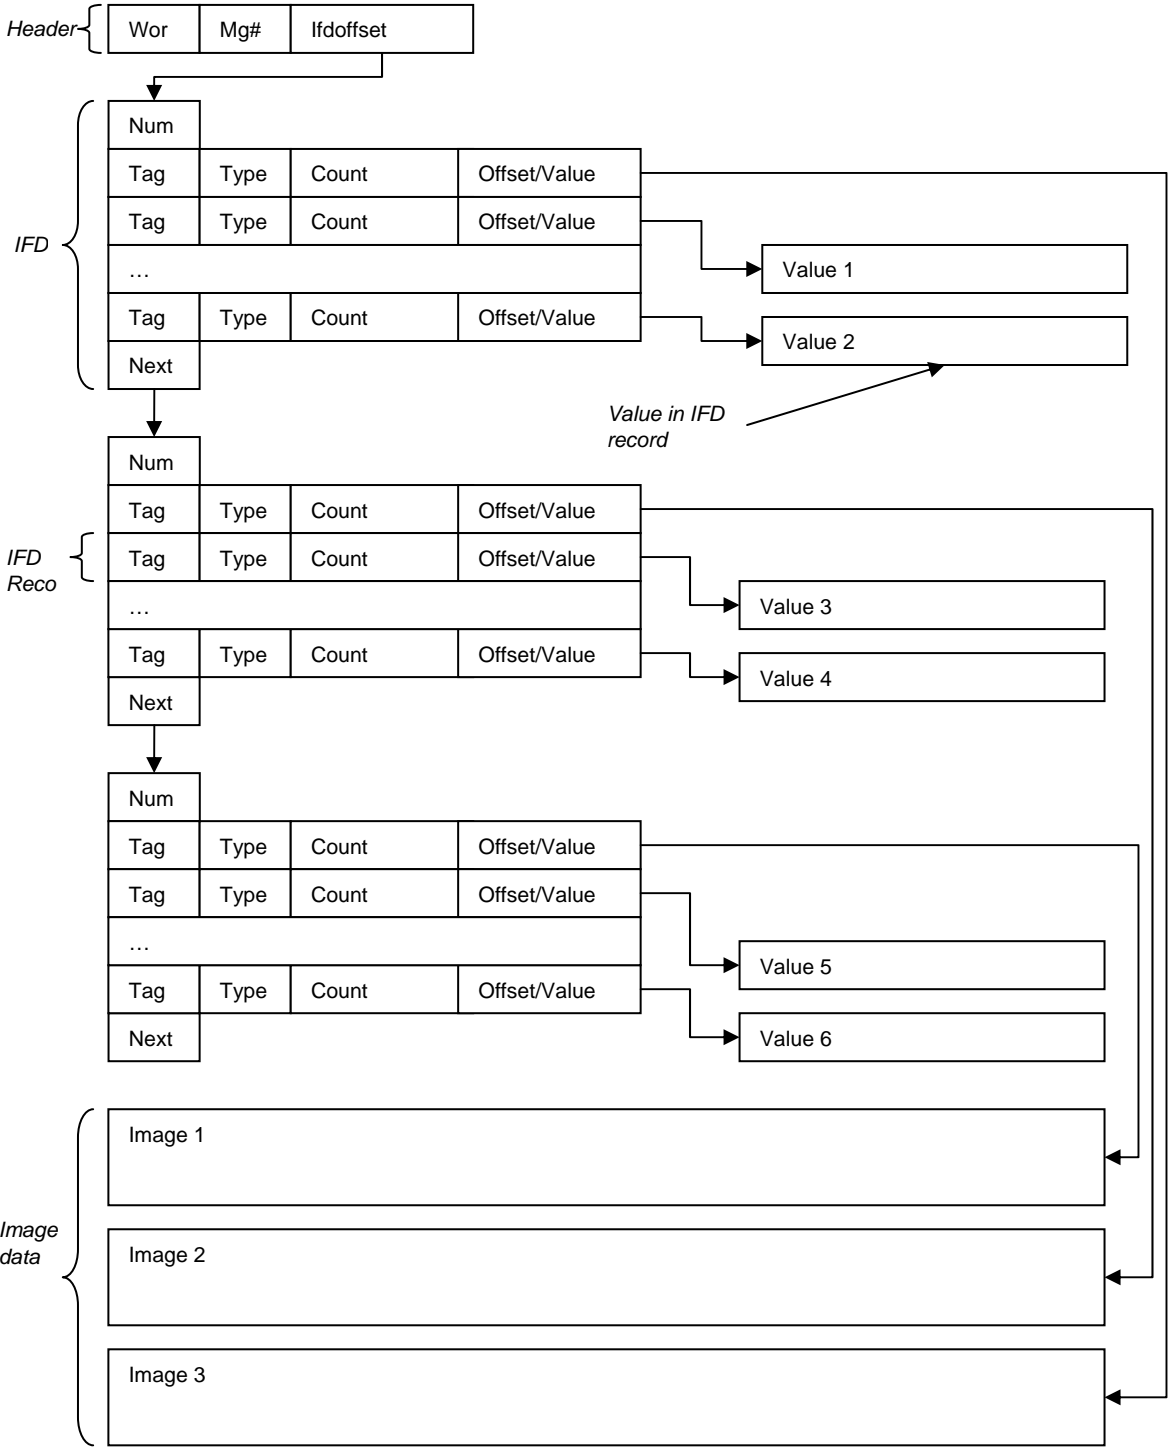 Header Wor Mg# Ifdoffset
Num
Tag Type Count Offset/Value
IFD Tag Type Count Offset/Value
… Value 1
Tag Type Count Offset/Value Value 2
Next
Value in IFD
record
Num
Tag Type Count Offset/Value
IFD Tag Type Count Offset/Value
Reco
… Value 3
Tag Type Count Offset/Value Value 4
Next
Num
Tag Type Count Offset/Value
Tag Type Count Offset/Value
… Value 5
Tag Type Count Offset/Value
Next Value 6
Image 1
Image
data
Image 2
Image 3